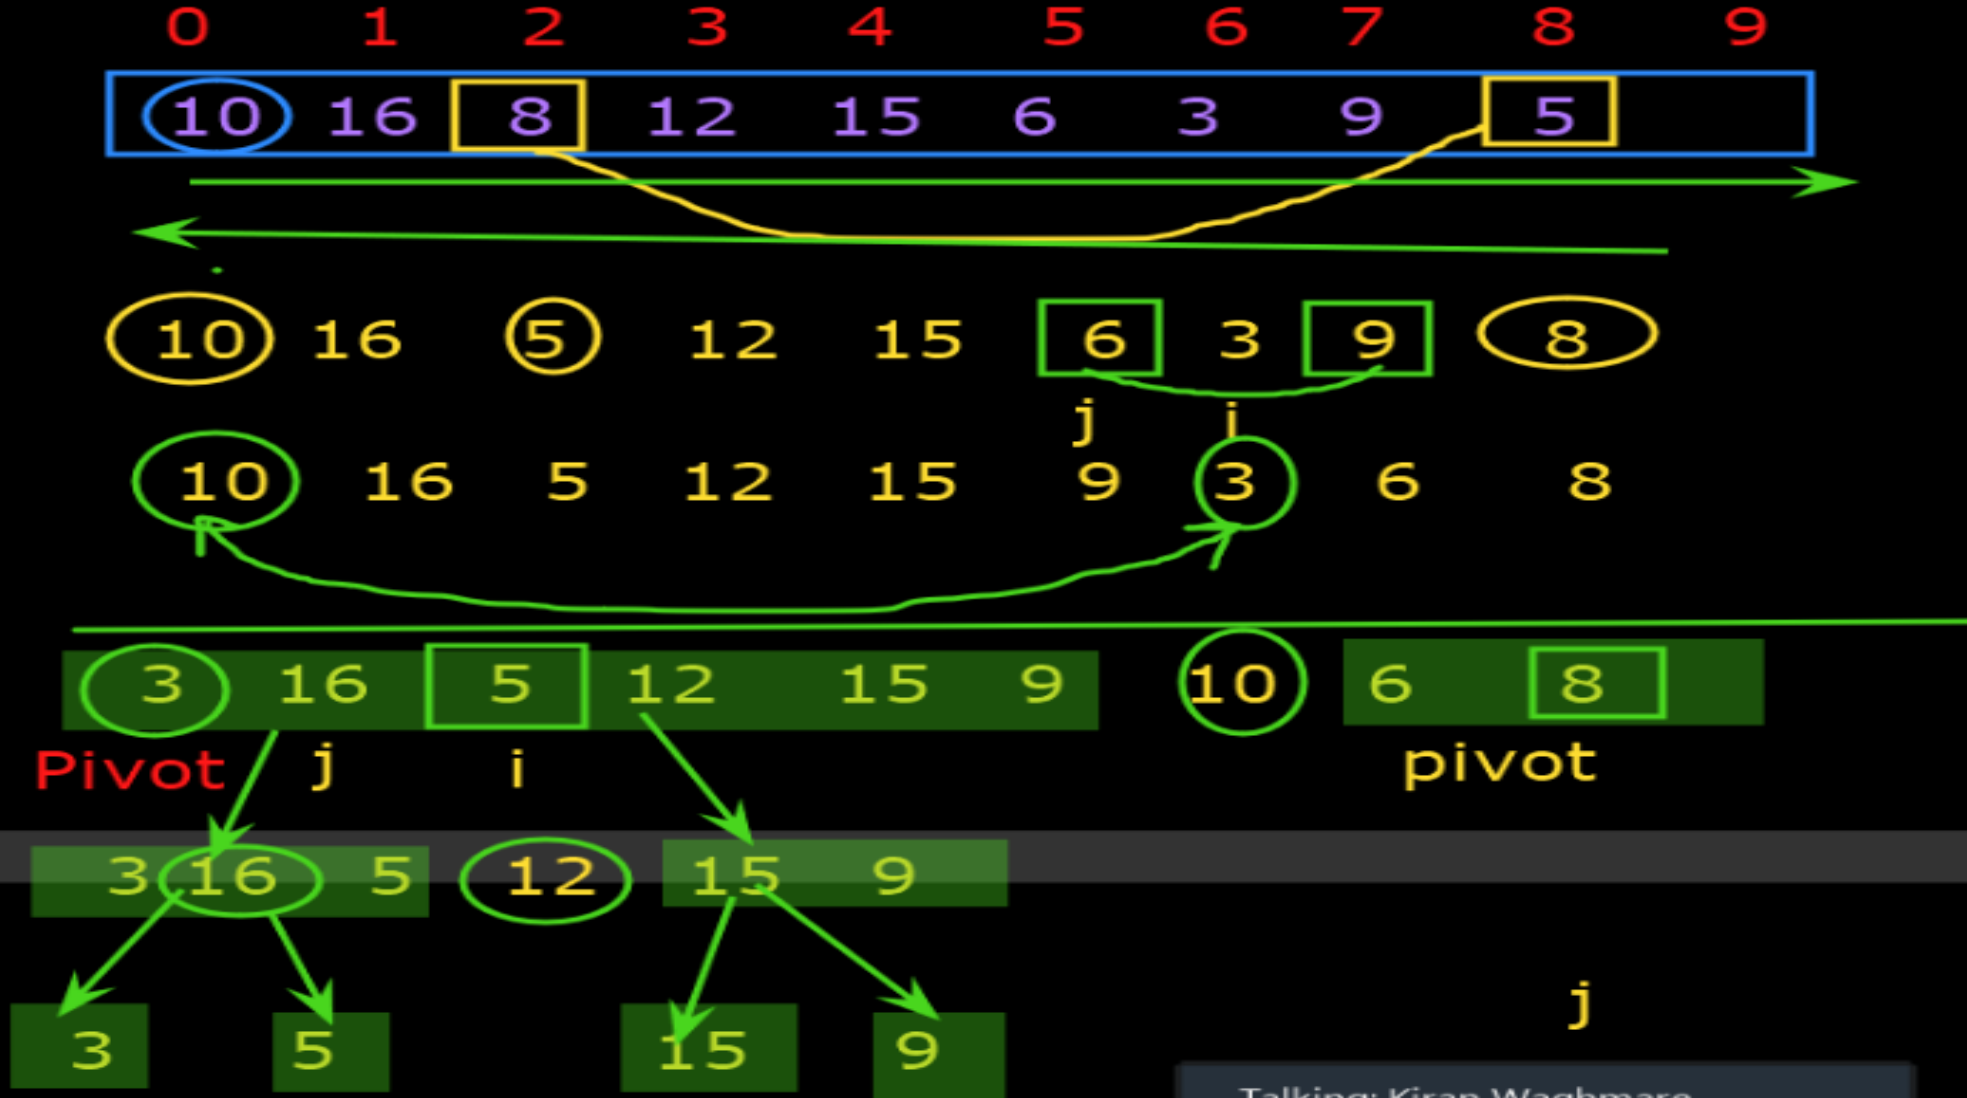 0 1 2 3 4 5 6 7 8 9
10 16 8 12 15 6 3 9 5
10 16 5 12 15 6 3 9 8
j i
10 16 5 12 15 9 3 6 8
3 16 5 12 15 9 10 6 8
Pivot j i pivot
3 16 5 12 15 9
j
3 5 15 9
Talking: Kiran Waghmare